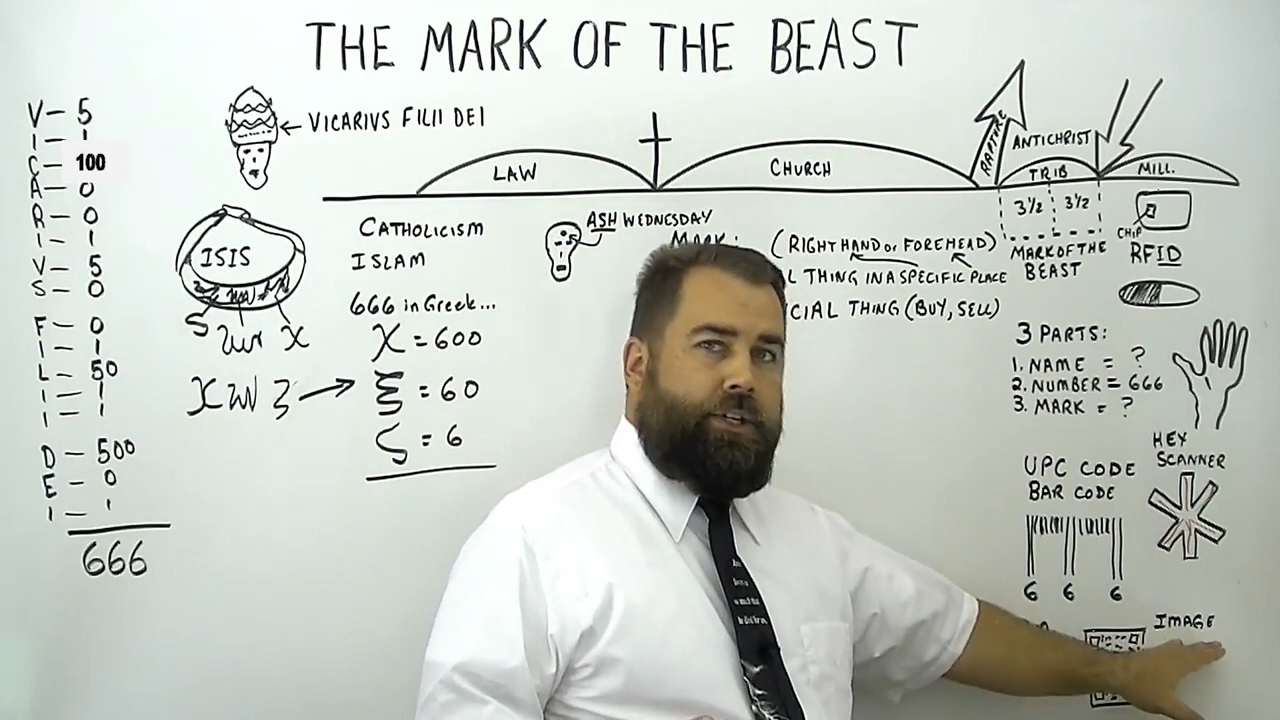 THE MARK OF THE BEAST
V – 5
I – 1
C – 100
A – 0
R – 0
I – 1
V – 5
S – 0
F – 0
I – 1
L – 50
I – 1
I – 1
D – 500
E – 0
I – 1
666
VICARIVS FILII DEI
LAW
CHURCH
RAPTURE
ANTICHRIST
TRIB
MILL.
3½
3½
MARK OF THE
BEAST
CHIP
RFID
ISIS
CATHOLICISM
ISLAM
666 in Greek...
Χ = 600
ξ = 60
ς = 6
ASH WEDNESDAY
MARK:
(RIGHT HAND or FOREHEAD)
L THING IN A SPECIFIC PLACE
CIAL THING (BUY, SELL)
3 PARTS:
1. NAME = ?
2. NUMBER = 666
3. MARK = ?
UPC CODE
BAR CODE
6 6 6
HEX
SCANNER
IMAGE